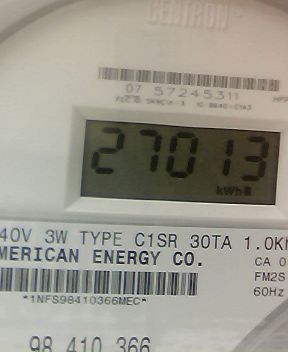 CENTRON®
07 57245311
27013
kWh
40V 3W TYPE C1SR 30TA 1.0K
MERICAN ENERGY CO.
CA 0
FM2S
60Hz
*1NFS98410366MEC*
98 410 366